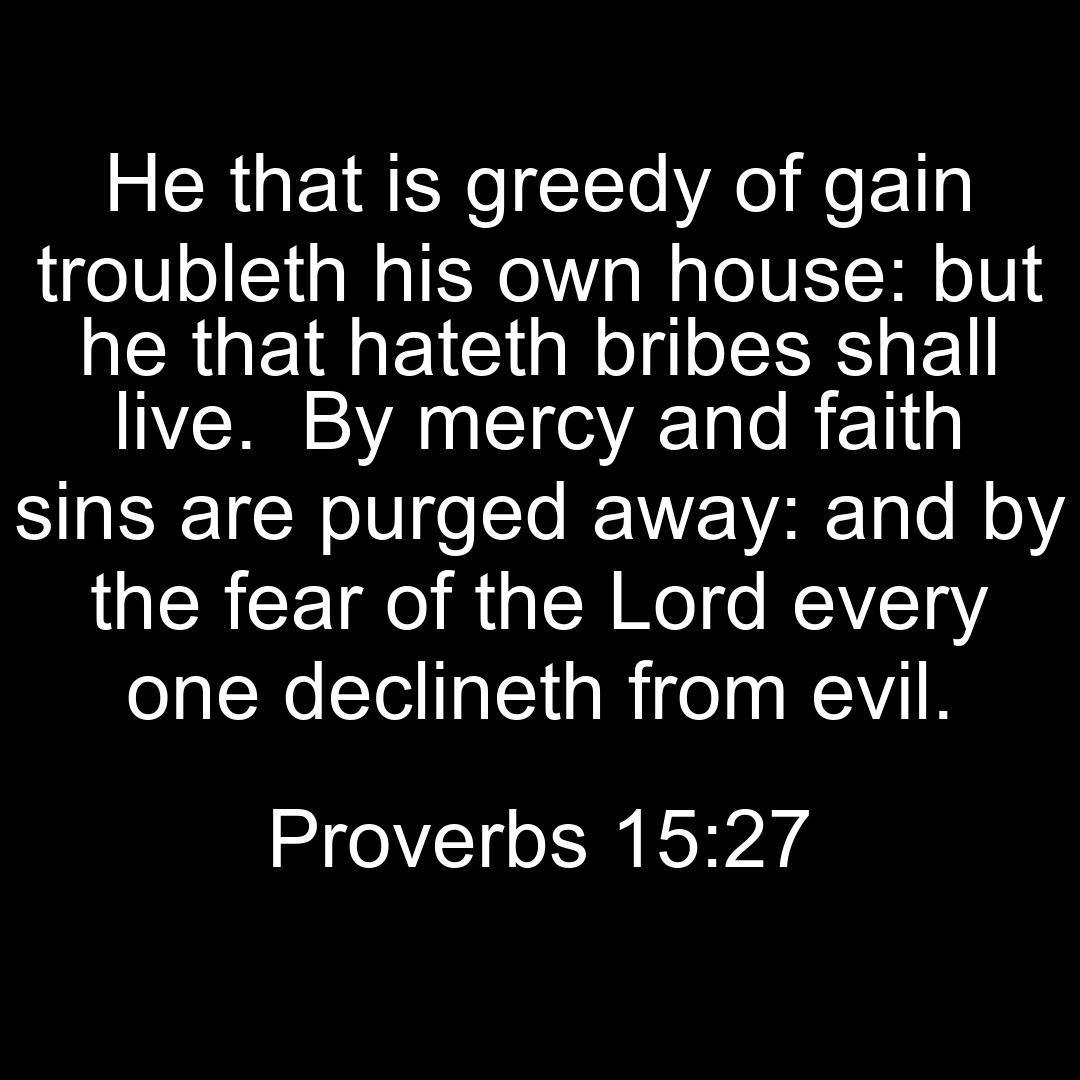 He that is greedy of gain
troubleth his own house: but
he that hateth bribes shall
live.  By mercy and faith
sins are purged away: and by
the fear of the Lord every
one declineth from evil.
Proverbs 15:27